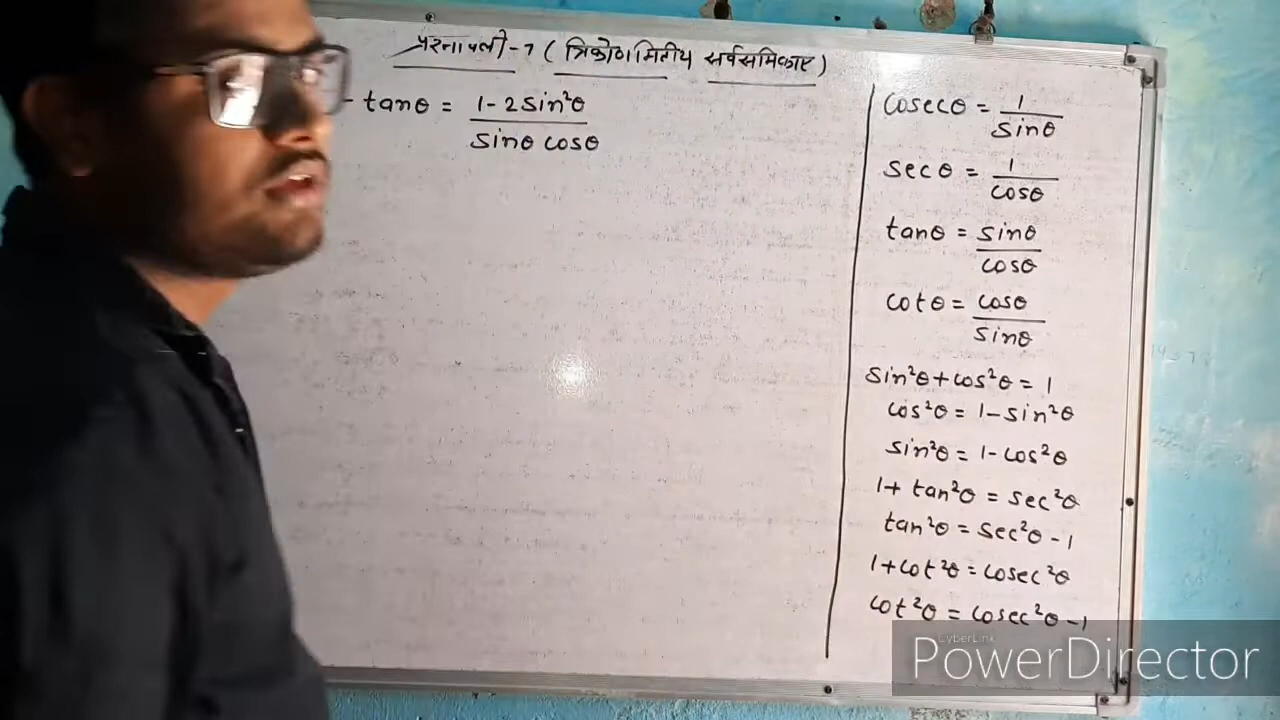 प्रश्नावली-7 (त्रिकोणमितीय सर्वसमिकाए)
- tanθ = 1-2sin²θ / sinθ cosθ
cosecθ = 1 / sinθ
secθ = 1 / cosθ
tanθ = sinθ / cosθ
cotθ = cosθ / sinθ
sin²θ+cos²θ = 1
cos²θ = 1-sin²θ
sin²θ = 1-cos²θ
1+ tan²θ = sec²θ
tan²θ = sec²θ-1
1+cot²θ = cosec²θ
cot²θ = cosec²θ-1
CyberLink
PowerDirector